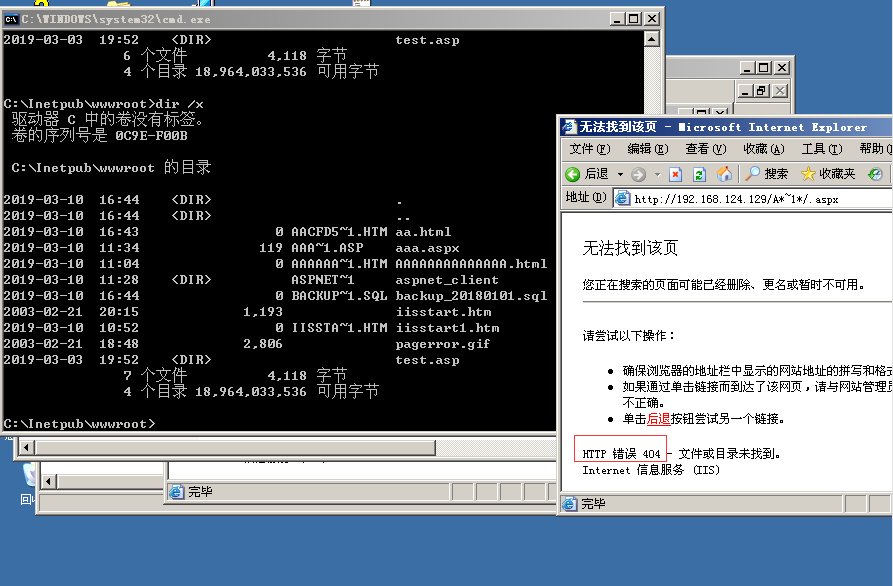 C:\WINDOWS\system32\cmd.exe
2019-03-03  19:52    <DIR>                       test.asp
               6 个文件          4,118 字节
               4 个目录 18,964,033,536 可用字节
C:\Inetpub\wwwroot>dir /x
 驱动器 C 中的卷没有标签。
 卷的序列号是 0C9E-F00B
 C:\Inetpub\wwwroot 的目录
2019-03-10  16:44    <DIR>                       .
2019-03-10  16:44    <DIR>                       ..
2019-03-10  16:43                 0 AACFD5~1.HTM aa.html
2019-03-10  11:34               119 AAA~1.ASP    aaa.aspx
2019-03-10  11:04                 0 AAAAAA~1.HTM AAAAAAAAAAAAAA.html
2019-03-10  11:28    <DIR>          ASPNET~1     aspnet_client
2019-03-10  16:44                 0 BACKUP~1.SQL backup_20180101.sql
2003-02-21  20:15             1,193              iisstart.htm
2019-03-10  10:52                 0 IISSTA~1.HTM iisstart1.htm
2003-02-21  18:48             2,806              pagerror.gif
2019-03-03  19:52    <DIR>                       test.asp
               7 个文件          4,118 字节
               4 个目录 18,964,033,536 可用字节
C:\Inetpub\wwwroot>
无法找到该页 - Microsoft Internet Explorer
文件(F) 编辑(E) 查看(V) 收藏(A) 工具(T) 帮助(
后退 搜索 收藏夹
地址(D) http://192.168.124.129/A*~1*/.aspx
无法找到该页
您正在搜索的页面可能已经删除、更名或暂时不可用。
请尝试以下操作：
● 确保浏览器的地址栏中显示的网站地址的拼写和格式
● 如果通过单击链接而到达了该网页，请与网站管理员
不正确。
● 单击后退按钮尝试另一个链接。
HTTP 错误 404 - 文件或目录未找到。
Internet 信息服务 (IIS)
完毕
完毕
回收